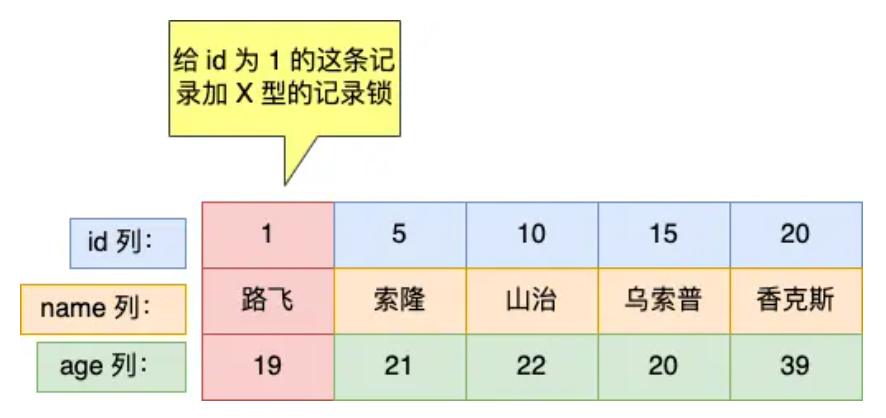 给 id 为 1 的这条记
录加 X 型的记录锁
id 列： 1 5 10 15 20
name 列： 路飞 索隆 山治 乌索普 香克斯
age 列： 19 21 22 20 39